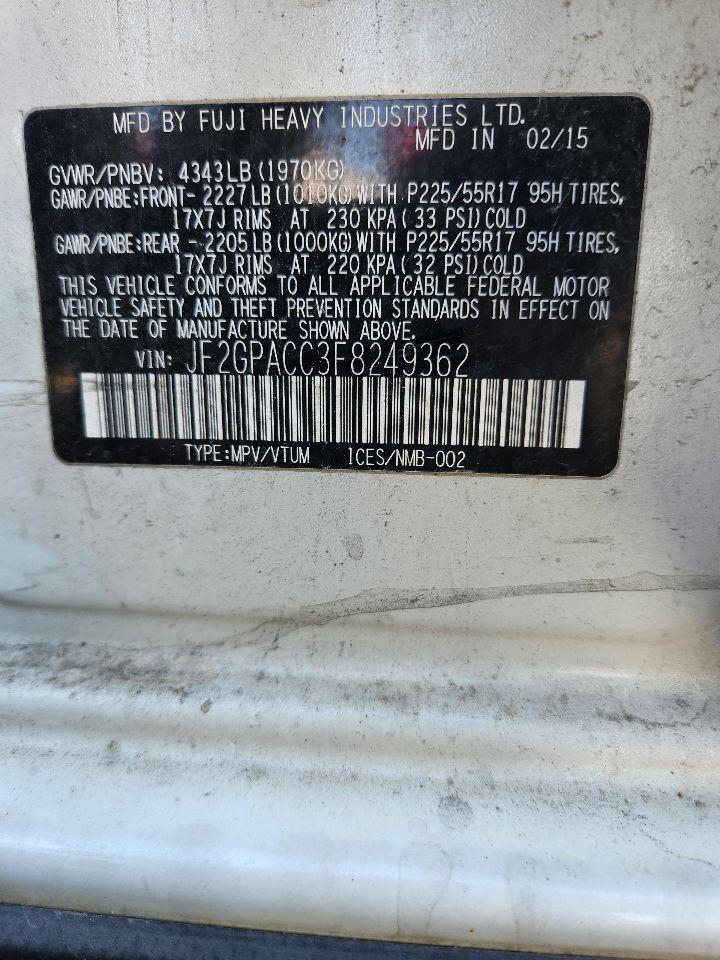 MFD BY FUJI HEAVY INDUSTRIES LTD.
MFD IN 02/15
GVWR/PNBV: 4343LB (1970KG)
GAWR/PNBE:FRONT- 2227LB(1010KG)WITH P225/55R17 95H TIRES,
17X7J RIMS AT 230 KPA( 33 PSI)COLD
GAWR/PNBE:REAR - 2205LB(1000KG)WITH P225/55R17 95H TIRES,
17X7J RIMS AT 220 KPA( 32 PSI)COLD
THIS VEHICLE CONFORMS TO ALL APPLICABLE FEDERAL MOTOR
VEHICLE SAFETY AND THEFT PREVENTION STANDARDS IN EFFECT ON
THE DATE OF MANUFACTURE SHOWN ABOVE.
VIN: JF2GPACC3F8249362
TYPE:MPV/VTUM ICES/NMB-002